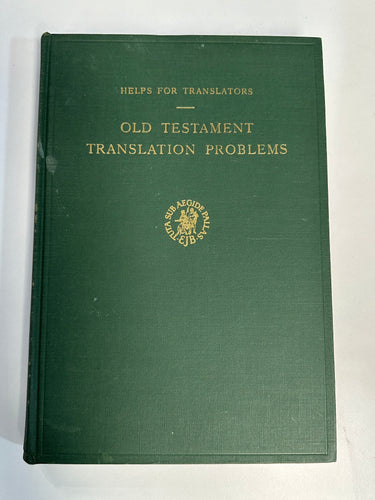 HELPS FOR TRANSLATORS
OLD TESTAMENT
TRANSLATION PROBLEMS
TUTA SUB AEGIDE PALLAS
·EJB·